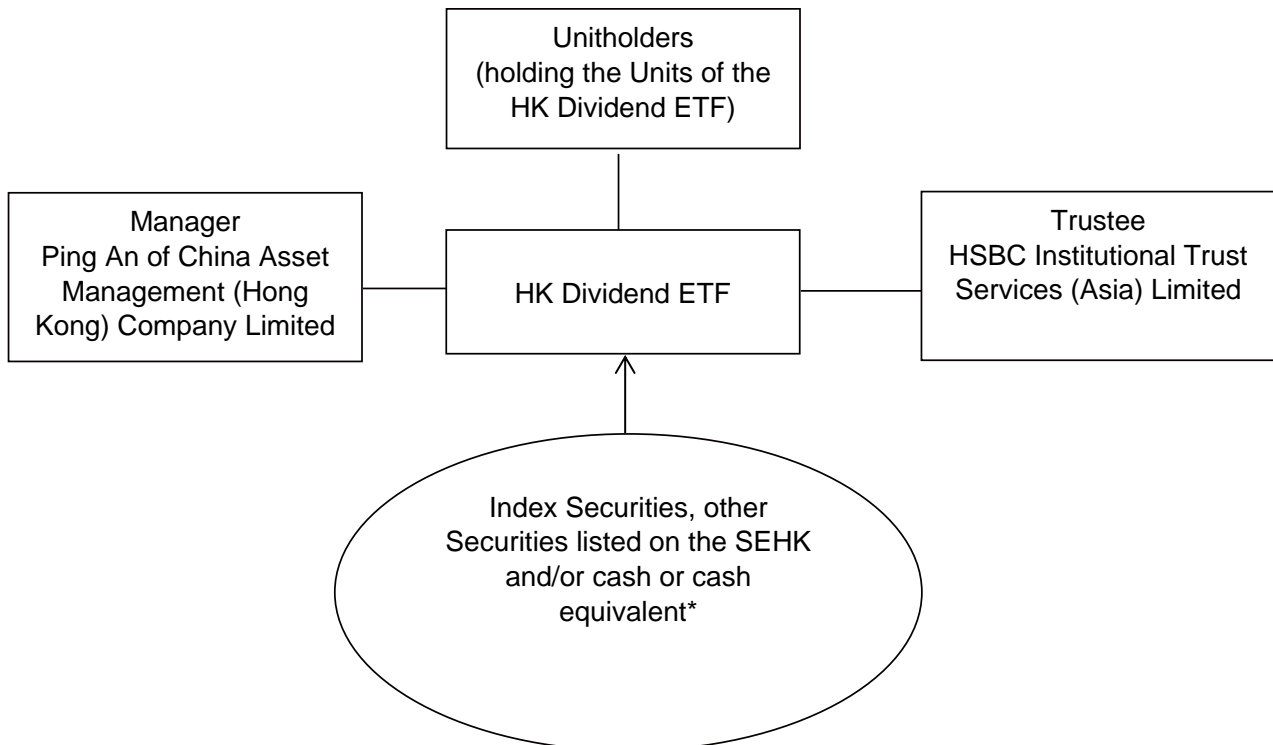 Unitholders
(holding the Units of the
HK Dividend ETF)
Manager
Ping An of China Asset
Management (Hong
Kong) Company Limited
HK Dividend ETF
Trustee
HSBC Institutional Trust
Services (Asia) Limited
Index Securities, other
Securities listed on the SEHK
and/or cash or cash
equivalent*